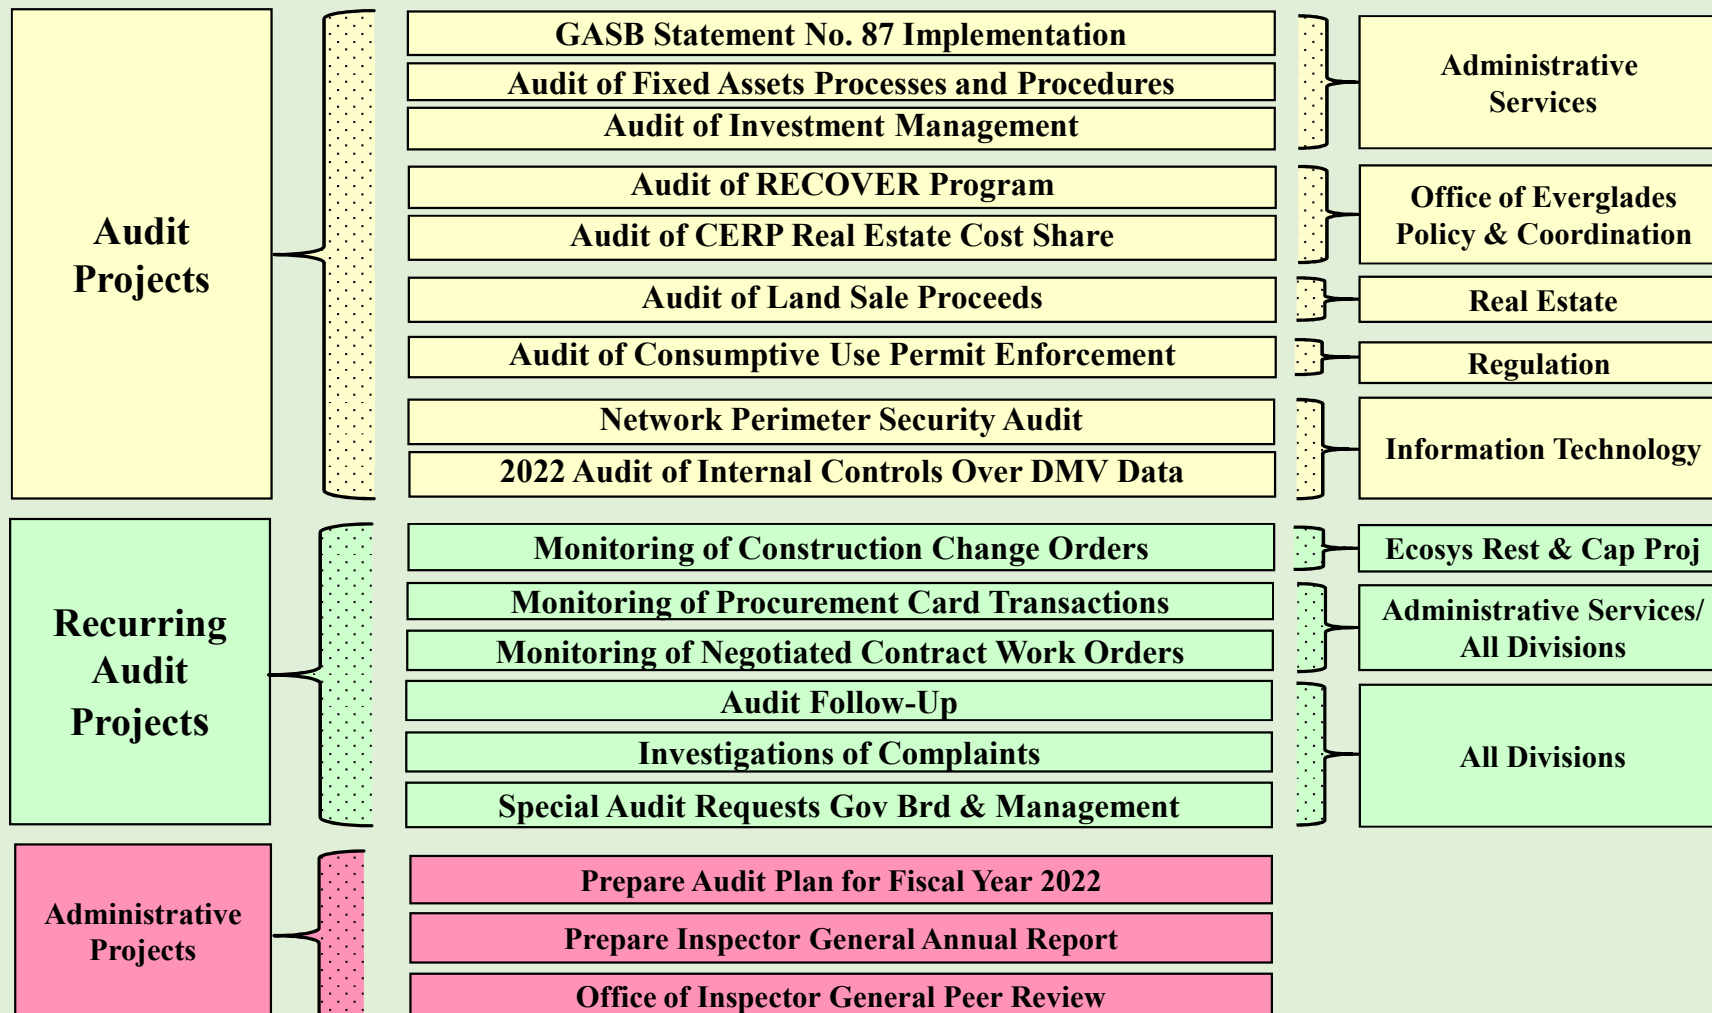 Audit
Projects
GASB Statement No. 87 Implementation
Audit of Fixed Assets Processes and Procedures
Audit of Investment Management
Administrative
Services
Audit of RECOVER Program
Audit of CERP Real Estate Cost Share
Office of Everglades
Policy & Coordination
Audit of Land Sale Proceeds
Real Estate
Audit of Consumptive Use Permit Enforcement
Regulation
Network Perimeter Security Audit
2022 Audit of Internal Controls Over DMV Data
Information Technology
Recurring
Audit
Projects
Monitoring of Construction Change Orders
Ecosys Rest & Cap Proj
Monitoring of Procurement Card Transactions
Monitoring of Negotiated Contract Work Orders
Administrative Services/
All Divisions
Audit Follow-Up
Investigations of Complaints
Special Audit Requests Gov Brd & Management
All Divisions
Administrative
Projects
Prepare Audit Plan for Fiscal Year 2022
Prepare Inspector General Annual Report
Office of Inspector General Peer Review